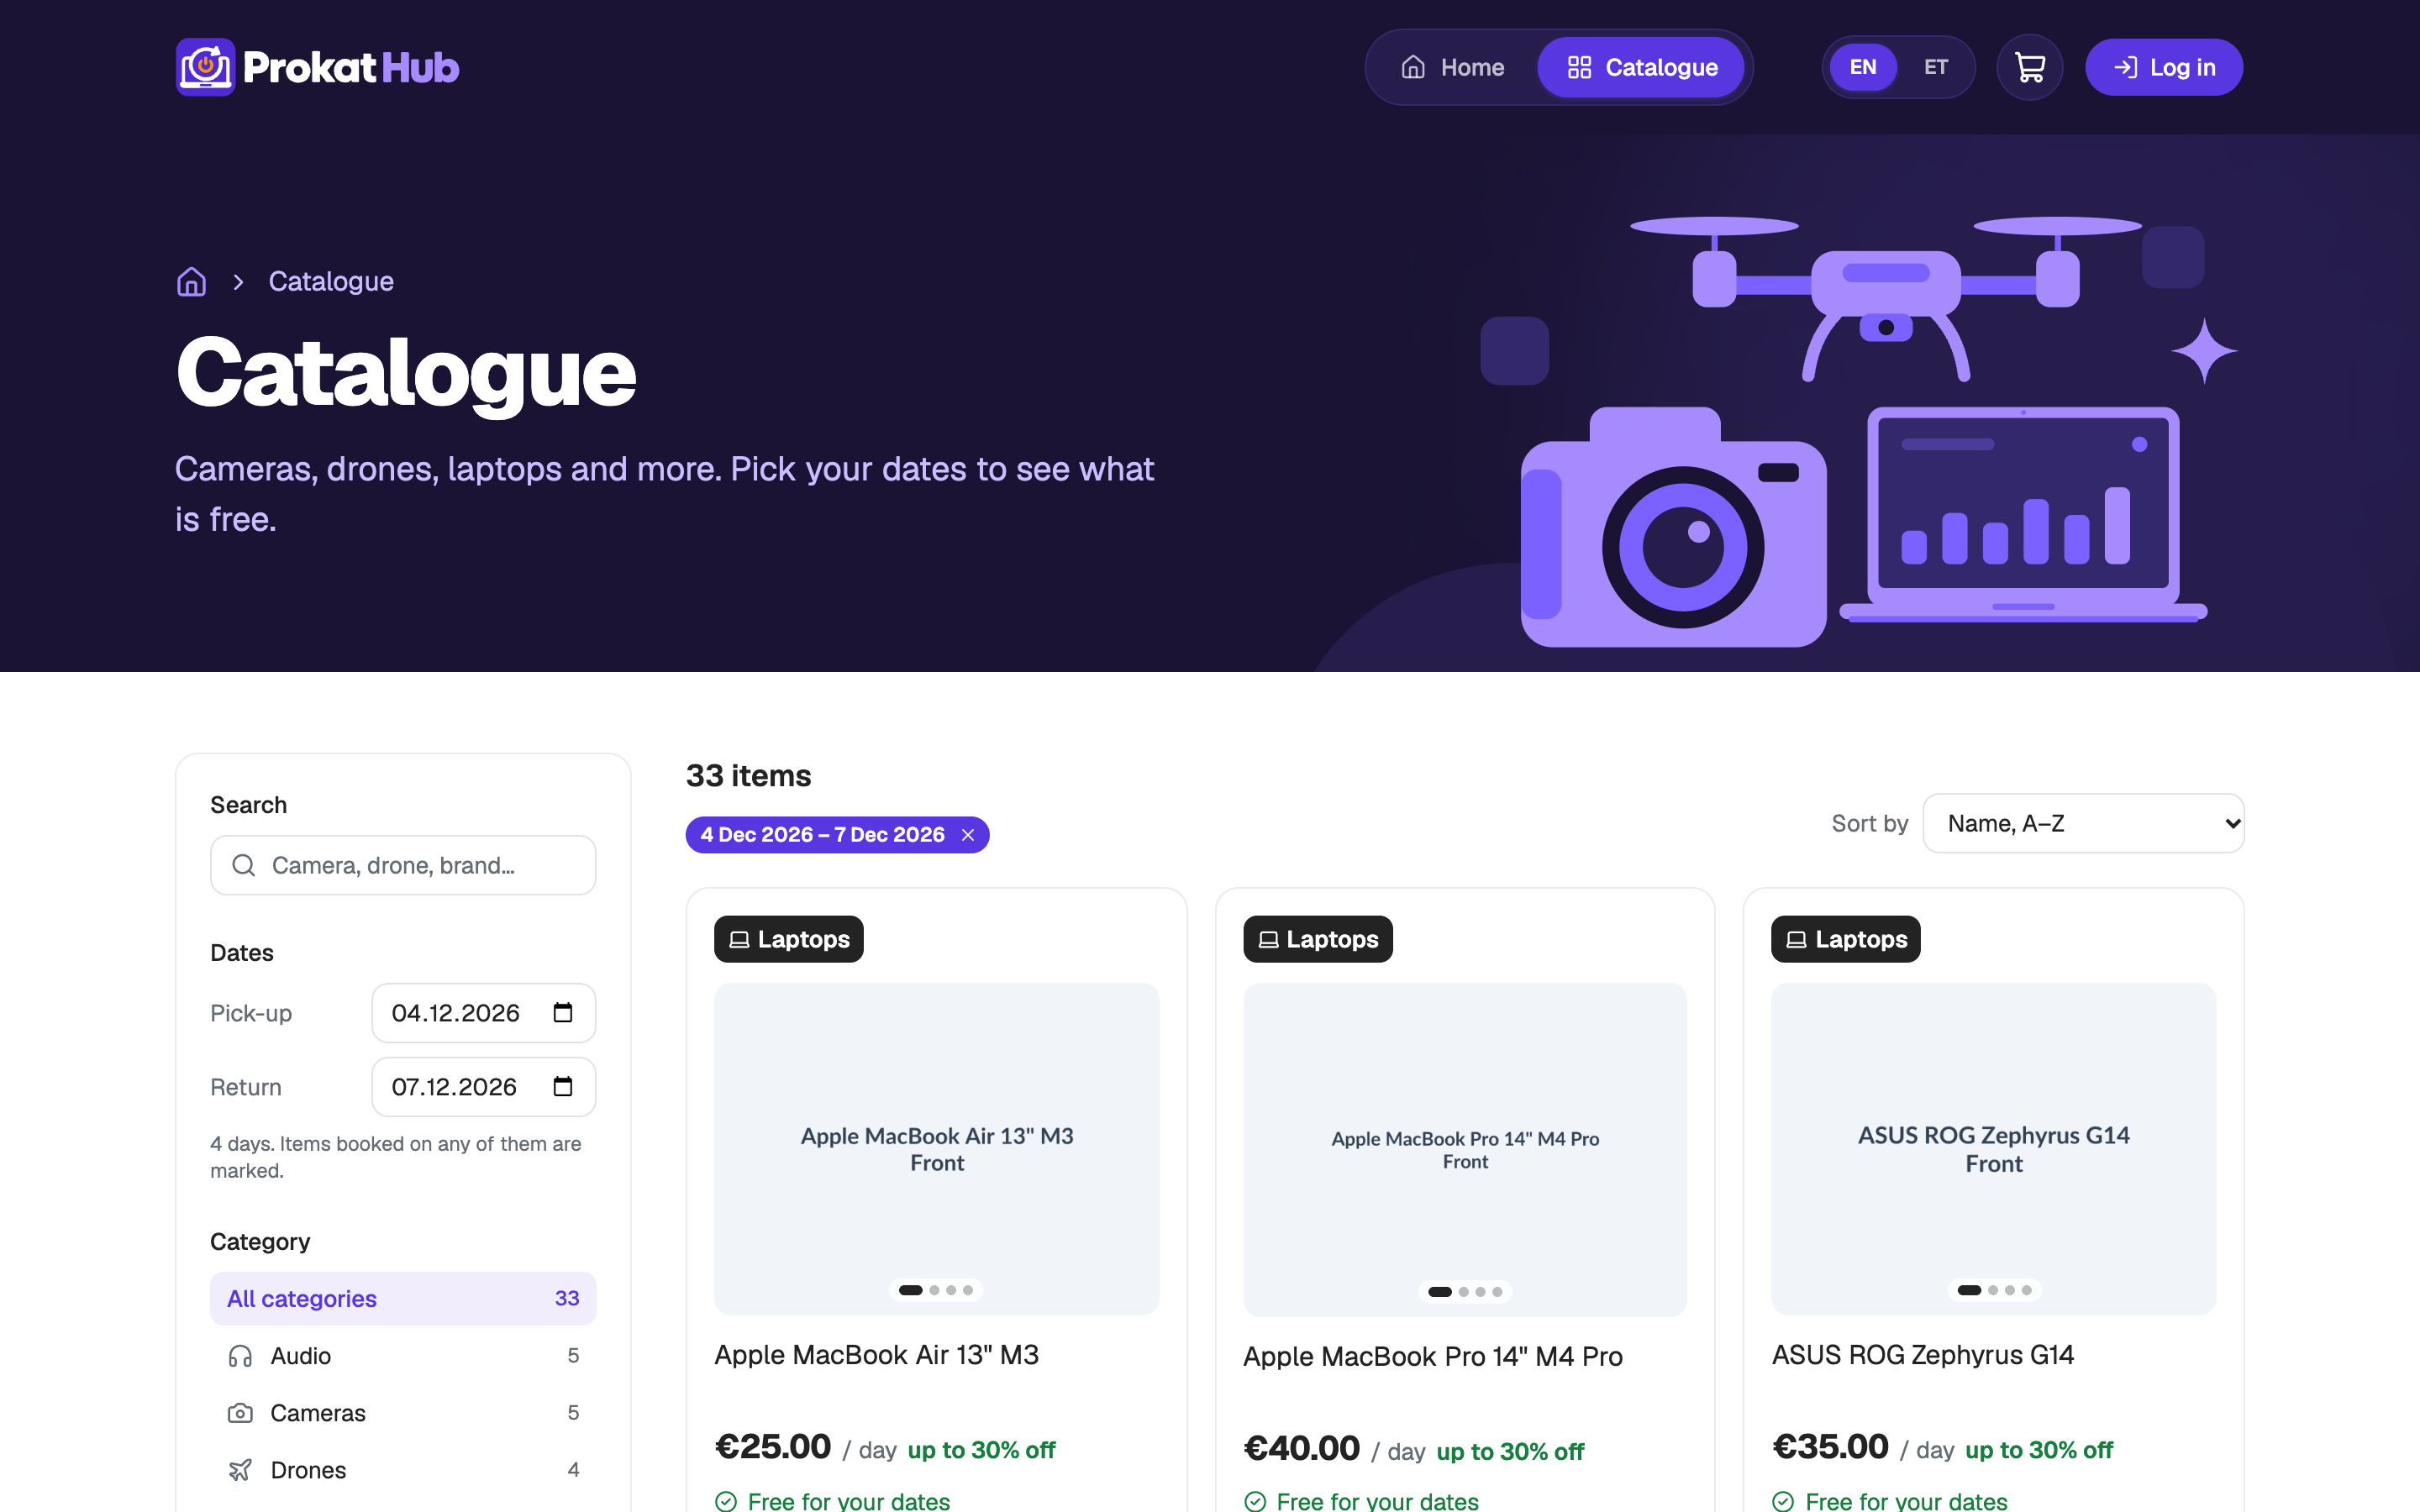 Prokat Hub
Home
Catalogue
EN
ET
Log in
Catalogue
Catalogue
Cameras, drones, laptops and more. Pick your dates to see what
is free.
Search
Camera, drone, brand...
Dates
Pick-up
04.12.2026
Return
07.12.2026
4 days. Items booked on any of them are
marked.
Category
All categories 33
Audio 5
Cameras 5
Drones 4
33 items
4 Dec 2026 – 7 Dec 2026
Sort by
Name, A–Z
Laptops
Apple MacBook Air 13" M3
Front
Apple MacBook Air 13" M3
€25.00 / day up to 30% off
Free for your dates
Laptops
Apple MacBook Pro 14" M4 Pro
Front
Apple MacBook Pro 14" M4 Pro
€40.00 / day up to 30% off
Free for your dates
Laptops
ASUS ROG Zephyrus G14
Front
ASUS ROG Zephyrus G14
€35.00 / day up to 30% off
Free for your dates